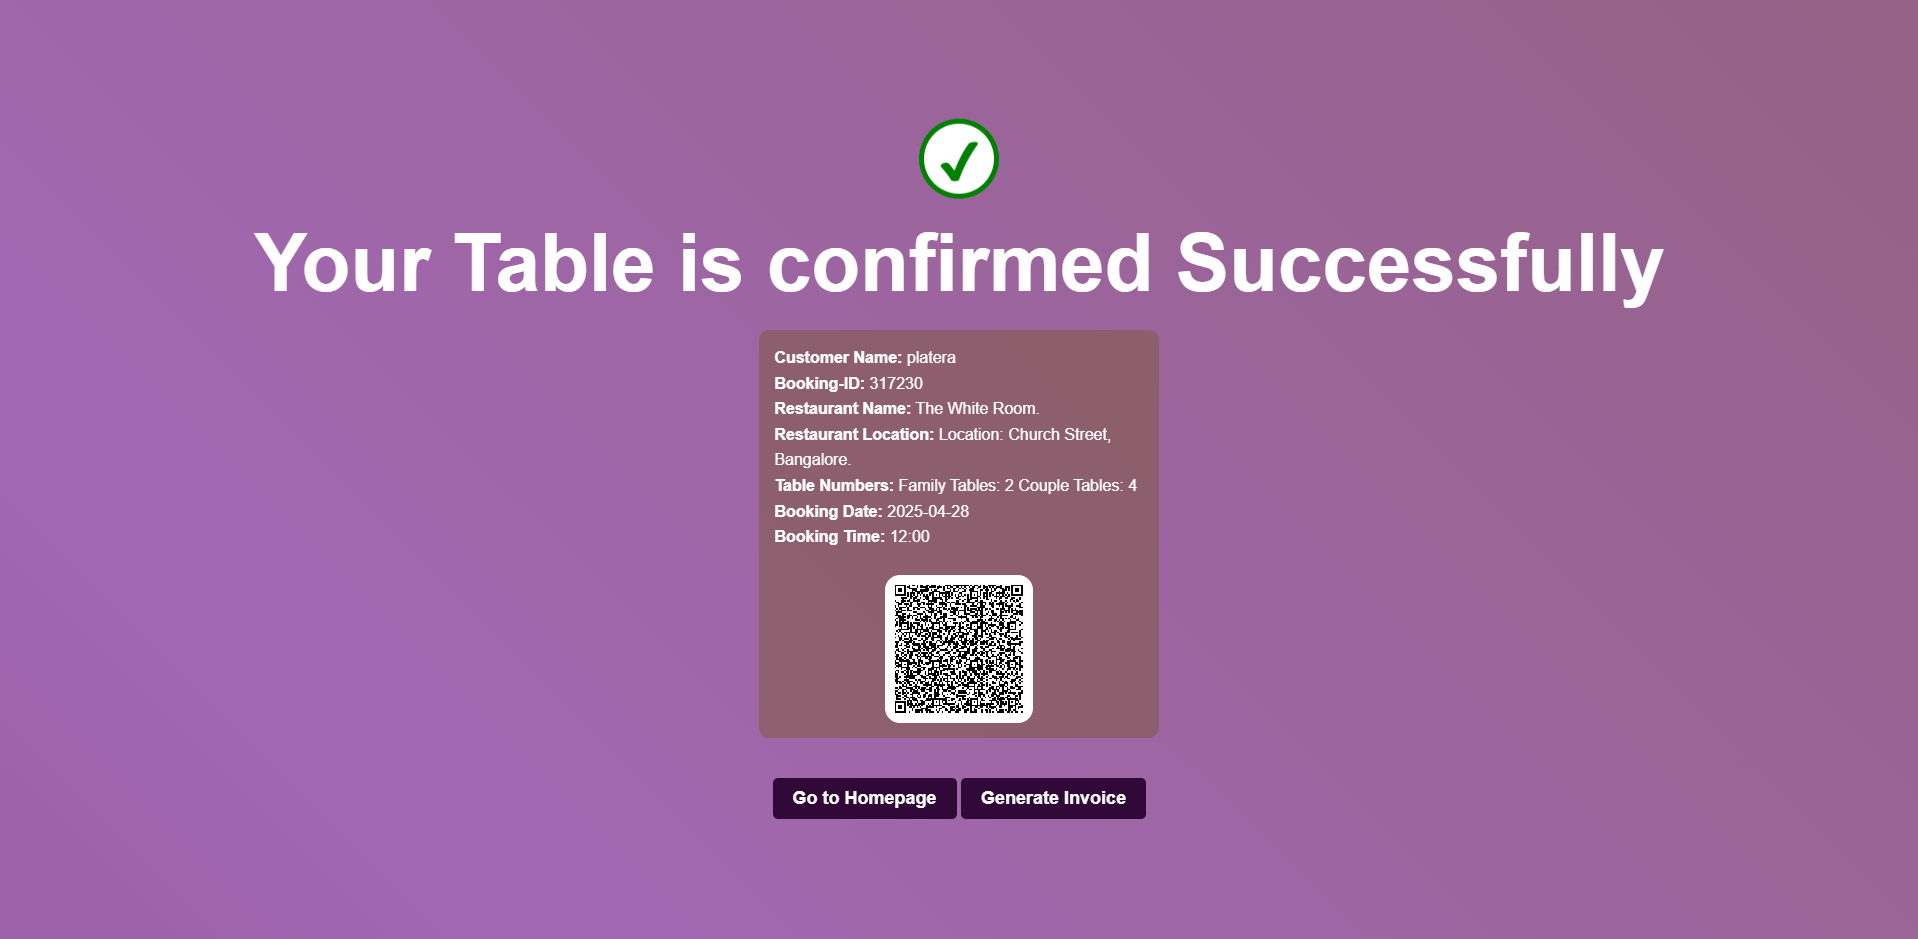 Your Table is confirmed Successfully
Customer Name: platera
Booking-ID: 317230
Restaurant Name: The White Room.
Restaurant Location: Location: Church Street,
Bangalore.
Table Numbers: Family Tables: 2 Couple Tables: 4
Booking Date: 2025-04-28
Booking Time: 12:00
Go to Homepage
Generate Invoice